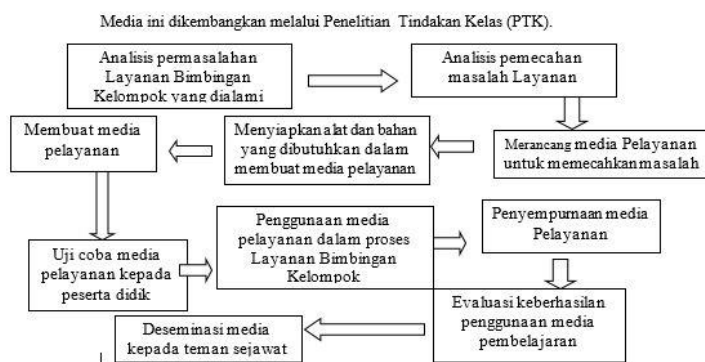 Media ini dikembangkan melalui Penelitian Tindakan Kelas (PTK).
Analisis permasalahan
Layanan Bimbingan
Kelompok yang dialami
Analisis pemecahan
masalah Layanan
Merancang media Pelayanan
untuk memecahkan masalah
Menyiapkan alat dan bahan
yang dibutuhkan dalam
membuat media pelayanan
Membuat media
pelayanan
Uji coba media
pelayanan kepada
peserta didik
Penggunaan media
pelayanan dalam proses
Layanan Bimbingan
Kelompok
Penyempurnaan media
Pelayanan
Evaluasi keberhasilan
penggunaan media
pembelajaran
Deseminasi media
kepada teman sejawat